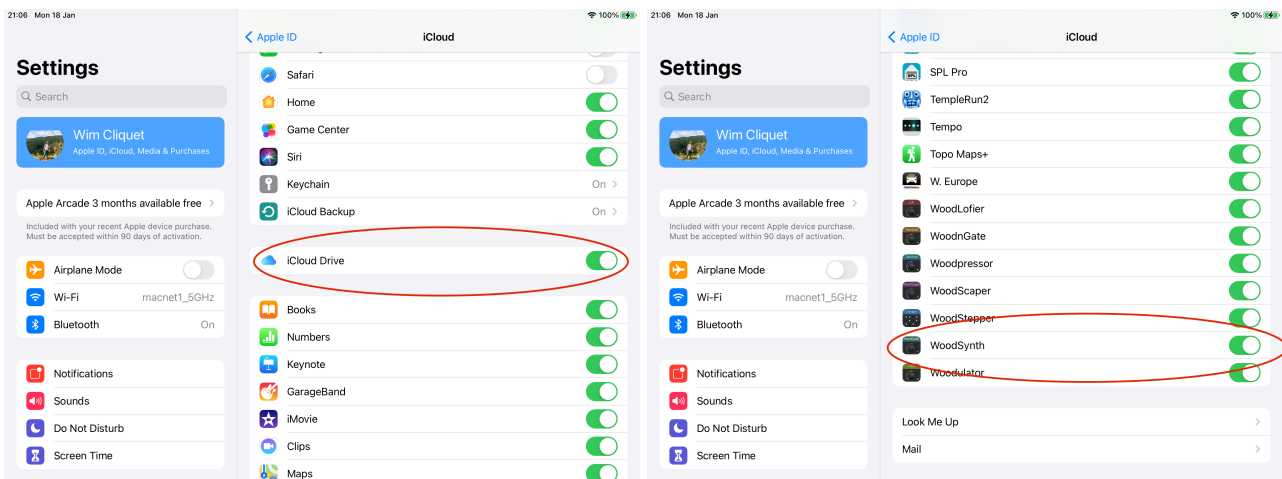 21:06 Mon 18 Jan
100%
Apple ID
iCloud
Settings
Search
Wim Cliquet
Apple ID, iCloud, Media & Purchases
Apple Arcade 3 months available free
Included with your recent Apple device purchase.
Must be accepted within 90 days of activation.
Airplane Mode
Wi-Fi macnet1_5GHz
Bluetooth On
Notifications
Sounds
Do Not Disturb
Screen Time
Safari
Home
Game Center
Siri
Keychain On
iCloud Backup On
iCloud Drive
Books
Numbers
Keynote
GarageBand
iMovie
Clips
Maps
21:06 Mon 18 Jan
100%
Apple ID
iCloud
Settings
Search
Wim Cliquet
Apple ID, iCloud, Media & Purchases
Apple Arcade 3 months available free
Included with your recent Apple device purchase.
Must be accepted within 90 days of activation.
Airplane Mode
Wi-Fi macnet1_5GHz
Bluetooth On
Notifications
Sounds
Do Not Disturb
Screen Time
SPL Pro
TempleRun2
Tempo
Topo Maps+
W. Europe
WoodLofier
WoodnGate
Woodpressor
WoodScaper
WoodStepper
WoodSynth
Woodulator
Look Me Up
Mail